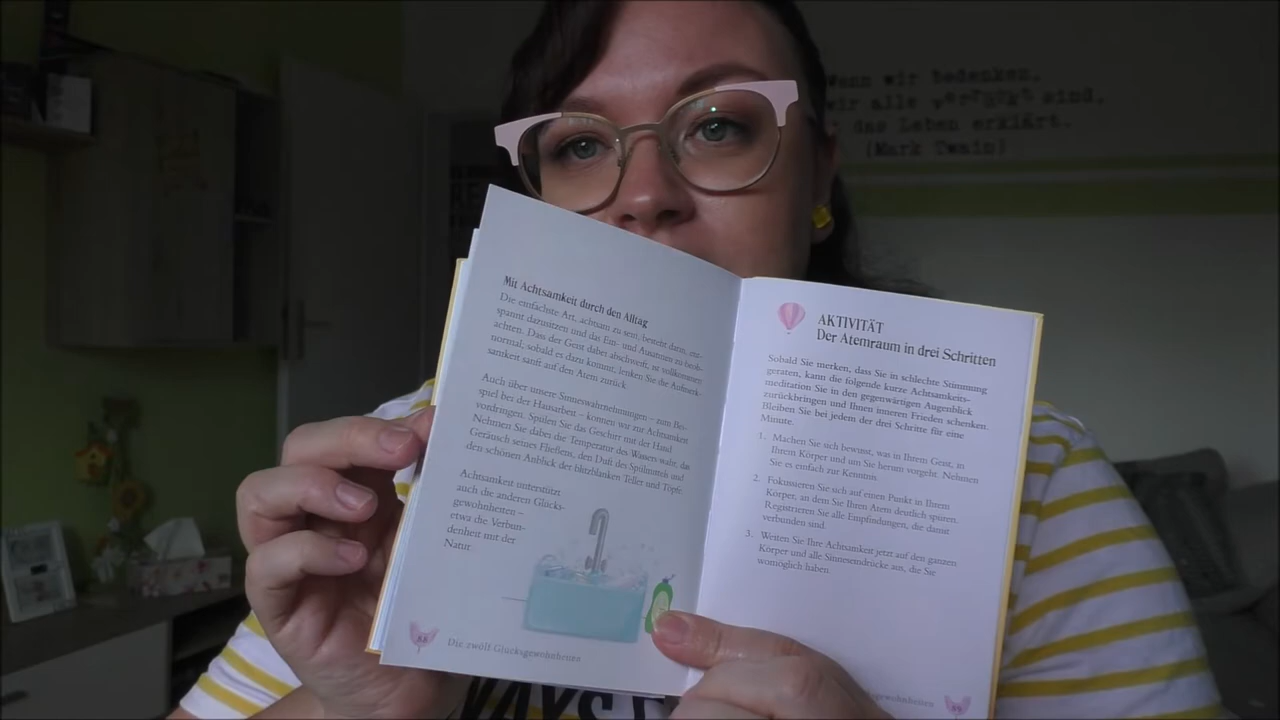 Wenn wir bedenken,
wir alle verrückt sind,
das Leben erklärt.
(Mark Twain)
Mit Achtsamkeit durch den Alltag
Die einfachste Art, achtsam zu sein, besteht darin, ent-
spannt dazusitzen und das Ein- und Ausatmen zu beob-
achten. Dass der Geist dabei abschweift, ist vollkommen
normal; sobald es dazu kommt, lenken Sie die Aufmerk-
samkeit sanft auf den Atem zurück.
Auch über unsere Sinneswahrnehmungen – zum Bei-
spiel bei der Hausarbeit – können wir zur Achtsamkeit
vordringen. Spülen Sie das Geschirr mit der Hand.
Nehmen Sie dabei die Temperatur des Wassers wahr, das
Geräusch seines Fließens, den Duft des Spülmittels und
den schönen Anblick der blitzblanken Teller und Töpfe.
Achtsamkeit unterstützt
auch die anderen Glücks-
gewohnheiten –
etwa die Verbun-
denheit mit der
Natur.
Die zwölf Glücksgewohnheiten
AKTIVITÄT
Der Atemraum in drei Schritten
Sobald Sie merken, dass Sie in schlechte Stimmung
geraten, kann die folgende kurze Achtsamkeits-
meditation Sie in den gegenwärtigen Augenblick
zurückbringen und Ihnen inneren Frieden schenken.
Bleiben Sie bei jedem der drei Schritte für eine
Minute.
1. Machen Sie sich bewusst, was in Ihrem Geist, in
Ihrem Körper und um Sie herum vorgeht. Nehmen
Sie es einfach zur Kenntnis.
2. Fokussieren Sie sich auf einen Punkt in Ihrem
Körper, an dem Sie Ihren Atem deutlich spüren.
Registrieren Sie alle Empfindungen, die damit
verbunden sind.
3. Weiten Sie Ihre Achtsamkeit jetzt auf den ganzen
Körper und alle Sinneseindrücke aus, die Sie
womöglich haben.